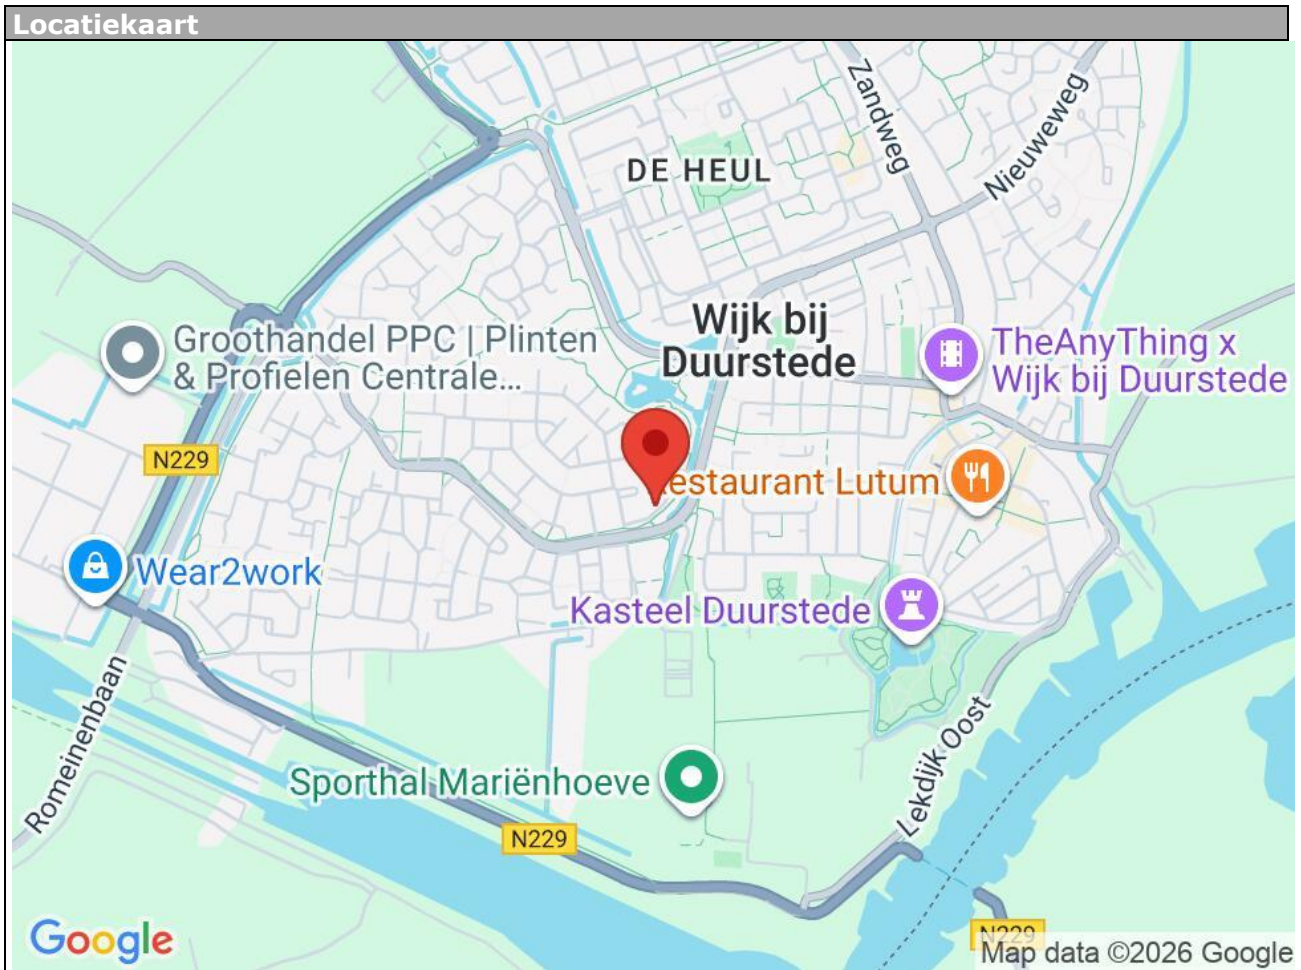 Locatiekaart
Zandweg
Nieuweweg
DE HEUL
Wijk bij
Duurstede
Groothandel PPC | Plinten
& Profielen Centrale...
TheAnyThing x
Wijk bij Duurstede
N229
estaurant Lutum
Wear2work
Kasteel Duurstede
Romeinenbaan
Lekdijk Oost
Sporthal Mariënhoeve
N229
N229
Google
Map data ©2026 Google